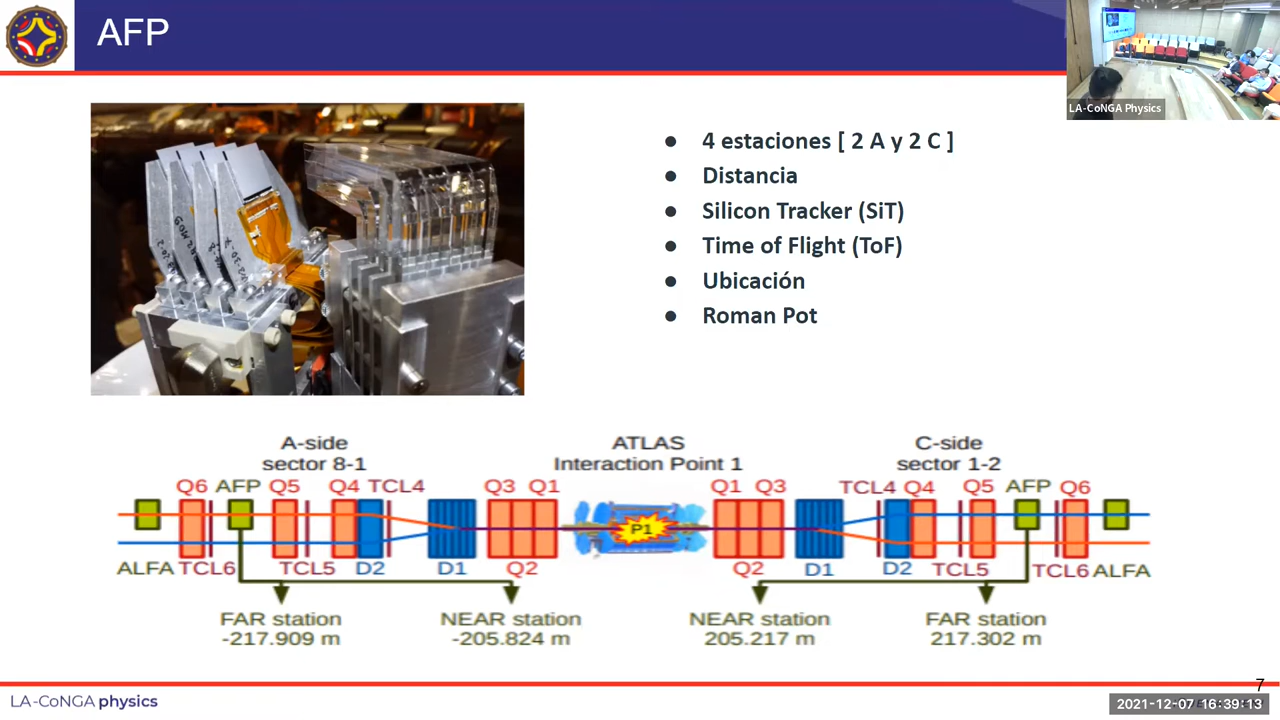 AFP
LA-CoNGA Physics
● 4 estaciones [ 2 A y 2 C ]
● Distancia
● Silicon Tracker (SiT)
● Time of Flight (ToF)
● Ubicación
● Roman Pot
A-side
sector 8-1
ATLAS
Interaction Point 1
C-side
sector 1-2
Q6 AFP Q5 Q4 TCL4 Q3 Q1 Q1 Q3 TCL4 Q4 Q5 AFP Q6
P1
ALFA TCL6 TCL5 D2 D1 Q2 Q2 D1 D2 TCL5 TCL6 ALFA
FAR station
-217.909 m
NEAR station
-205.824 m
NEAR station
205.217 m
FAR station
217.302 m
7
LA-CoNGA physics
2021-12-07 16:39:13